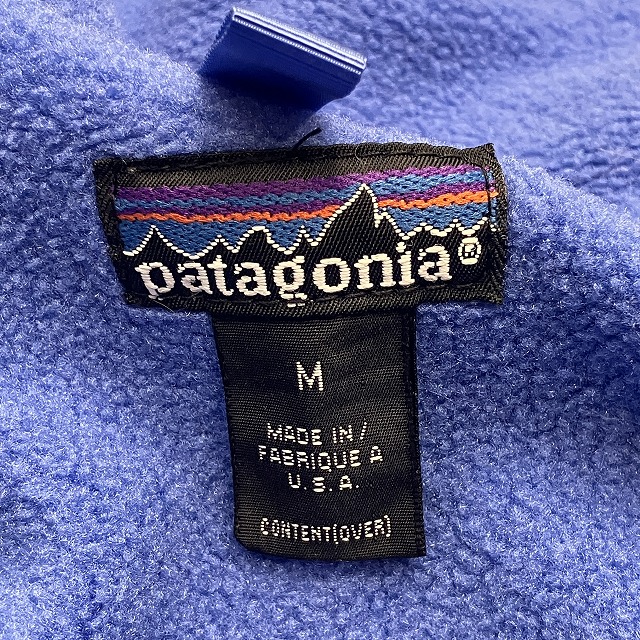 patagonia®
M
MADE IN/
FABRIQUE A
U.S.A.
CONTENT(OVER)